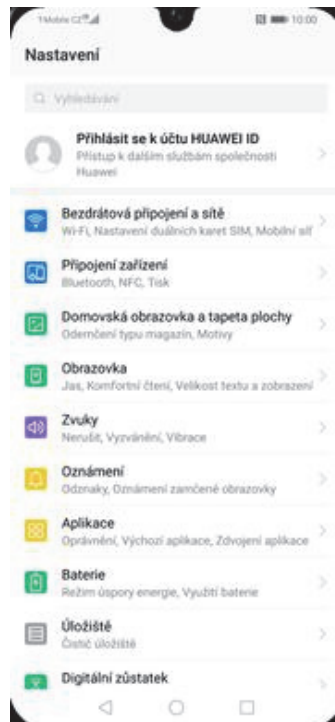 T-Mobile CZ
10:00
Nastavení
Vyhledávání
Přihlásit se k účtu HUAWEI ID
Přístup k dalším službám společnosti
Huawei
Bezdrátová připojení a sítě
Wi-Fi, Nastavení duálních karet SIM, Mobilní síť
Připojení zařízení
Bluetooth, NFC, Tisk
Domovská obrazovka a tapeta plochy
Odemčení typu magazín, Motivy
Obrazovka
Jas, Komfortní čtení, Velikost textu a zobrazení
Zvuky
Nerušit, Vyzvánění, Vibrace
Oznámení
Odznaky, Oznámení zamčené obrazovky
Aplikace
Oprávnění, Výchozí aplikace, Zdvojení aplikace
Baterie
Režim úspory energie, Využití baterie
Úložiště
Čistič úložiště
Digitální zůstatek